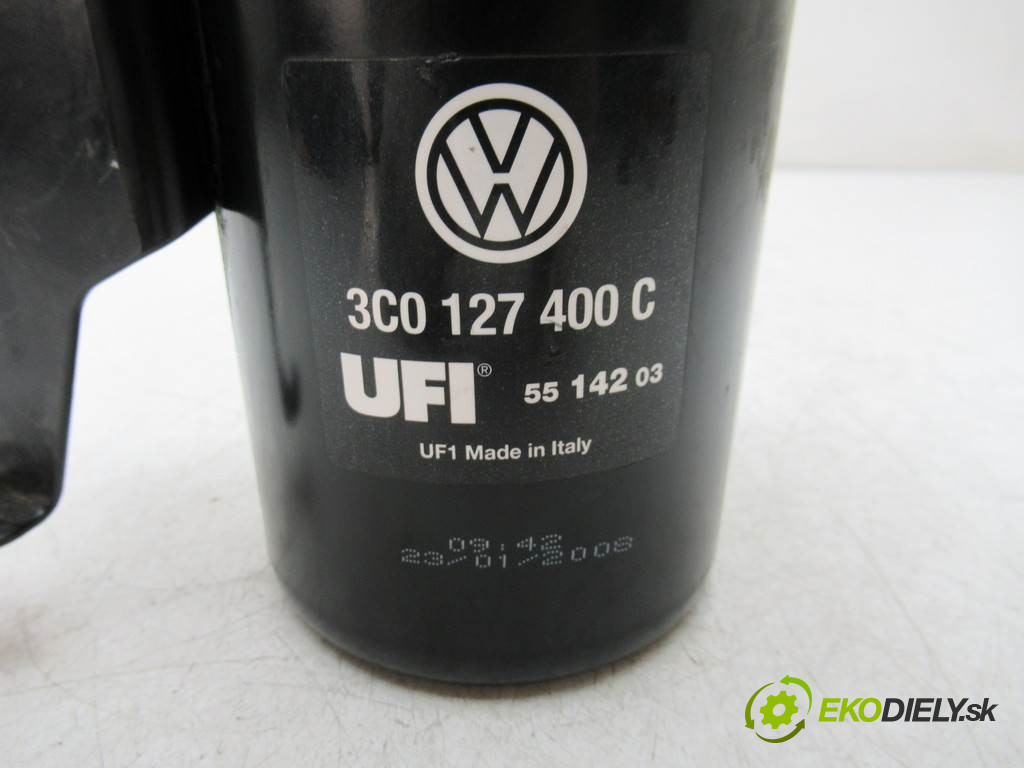 3C0 127 400 C
UFI® 55 142 03
UF1 Made in Italy
09:42
23/01/2008
EKODIELY.sk